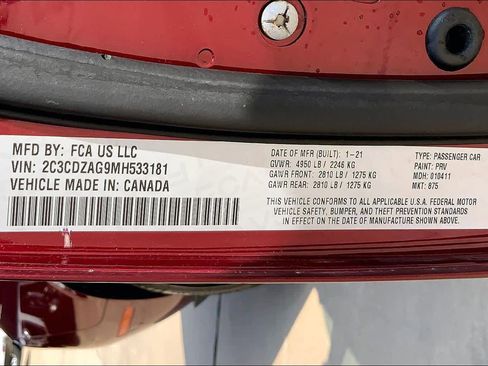 MFD BY: FCA US LLC
VIN: 2C3CDZAG9MH533181
VEHICLE MADE IN: CANADA
DATE OF MFR (BUILT): 1-21
GVWR: 4950 LB / 2246 KG
GAWR FRONT: 2810 LB / 1275 KG
GAWR REAR: 2810 LB / 1275 KG
TYPE: PASSENGER CAR
PAINT: PRV
MDH: 010411
MKT: 875
THIS VEHICLE CONFORMS TO ALL APPLICABLE U.S.A. FEDERAL MOTOR
VEHICLE SAFETY, BUMPER, AND THEFT PREVENTION STANDARDS
IN EFFECT ON THE DATE OF MANUFACTURE SHOWN ABOVE.